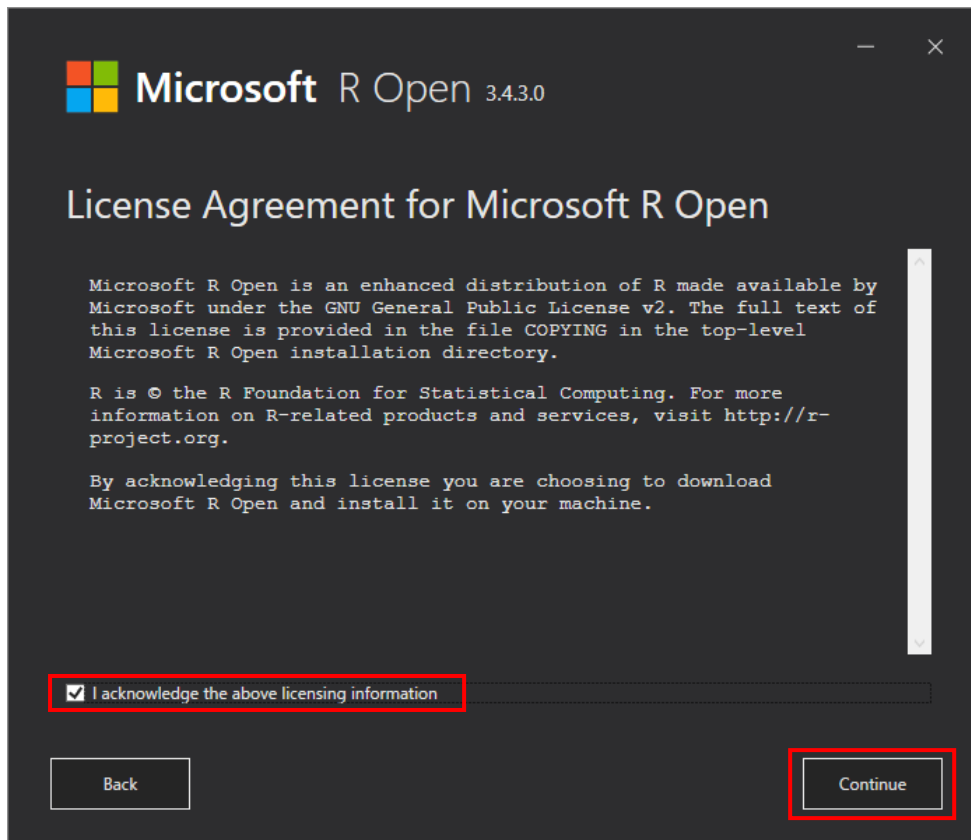 Microsoft R Open 3.4.3.0
License Agreement for Microsoft R Open
Microsoft R Open is an enhanced distribution of R made available by
Microsoft under the GNU General Public License v2. The full text of
this license is provided in the file COPYING in the top-level
Microsoft R Open installation directory.
R is © the R Foundation for Statistical Computing. For more
information on R-related products and services, visit http://r-
project.org.
By acknowledging this license you are choosing to download
Microsoft R Open and install it on your machine.
I acknowledge the above licensing information
Back
Continue